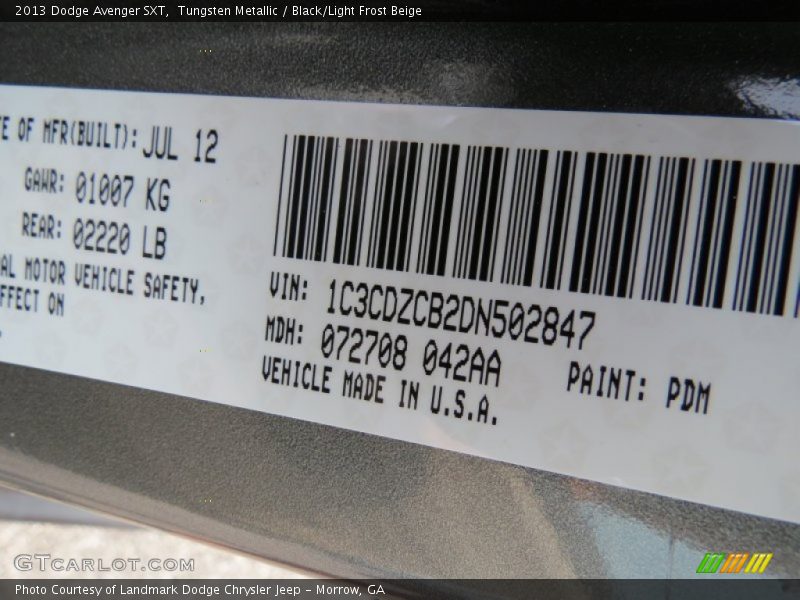 2013 Dodge Avenger SXT,  Tungsten Metallic / Black/Light Frost Beige
E OF MFR(BUILT): JUL 12
GAWR: 01007 KG
REAR: 02220 LB
AL MOTOR VEHICLE SAFETY,
FFECT ON
VIN: 1C3CDZCB2DN502847
MDH: 072708 042AA
PAINT: PDM
VEHICLE MADE IN U.S.A.
GTCARLOT.COM
Photo Courtesy of Landmark Dodge Chrysler Jeep - Morrow, GA